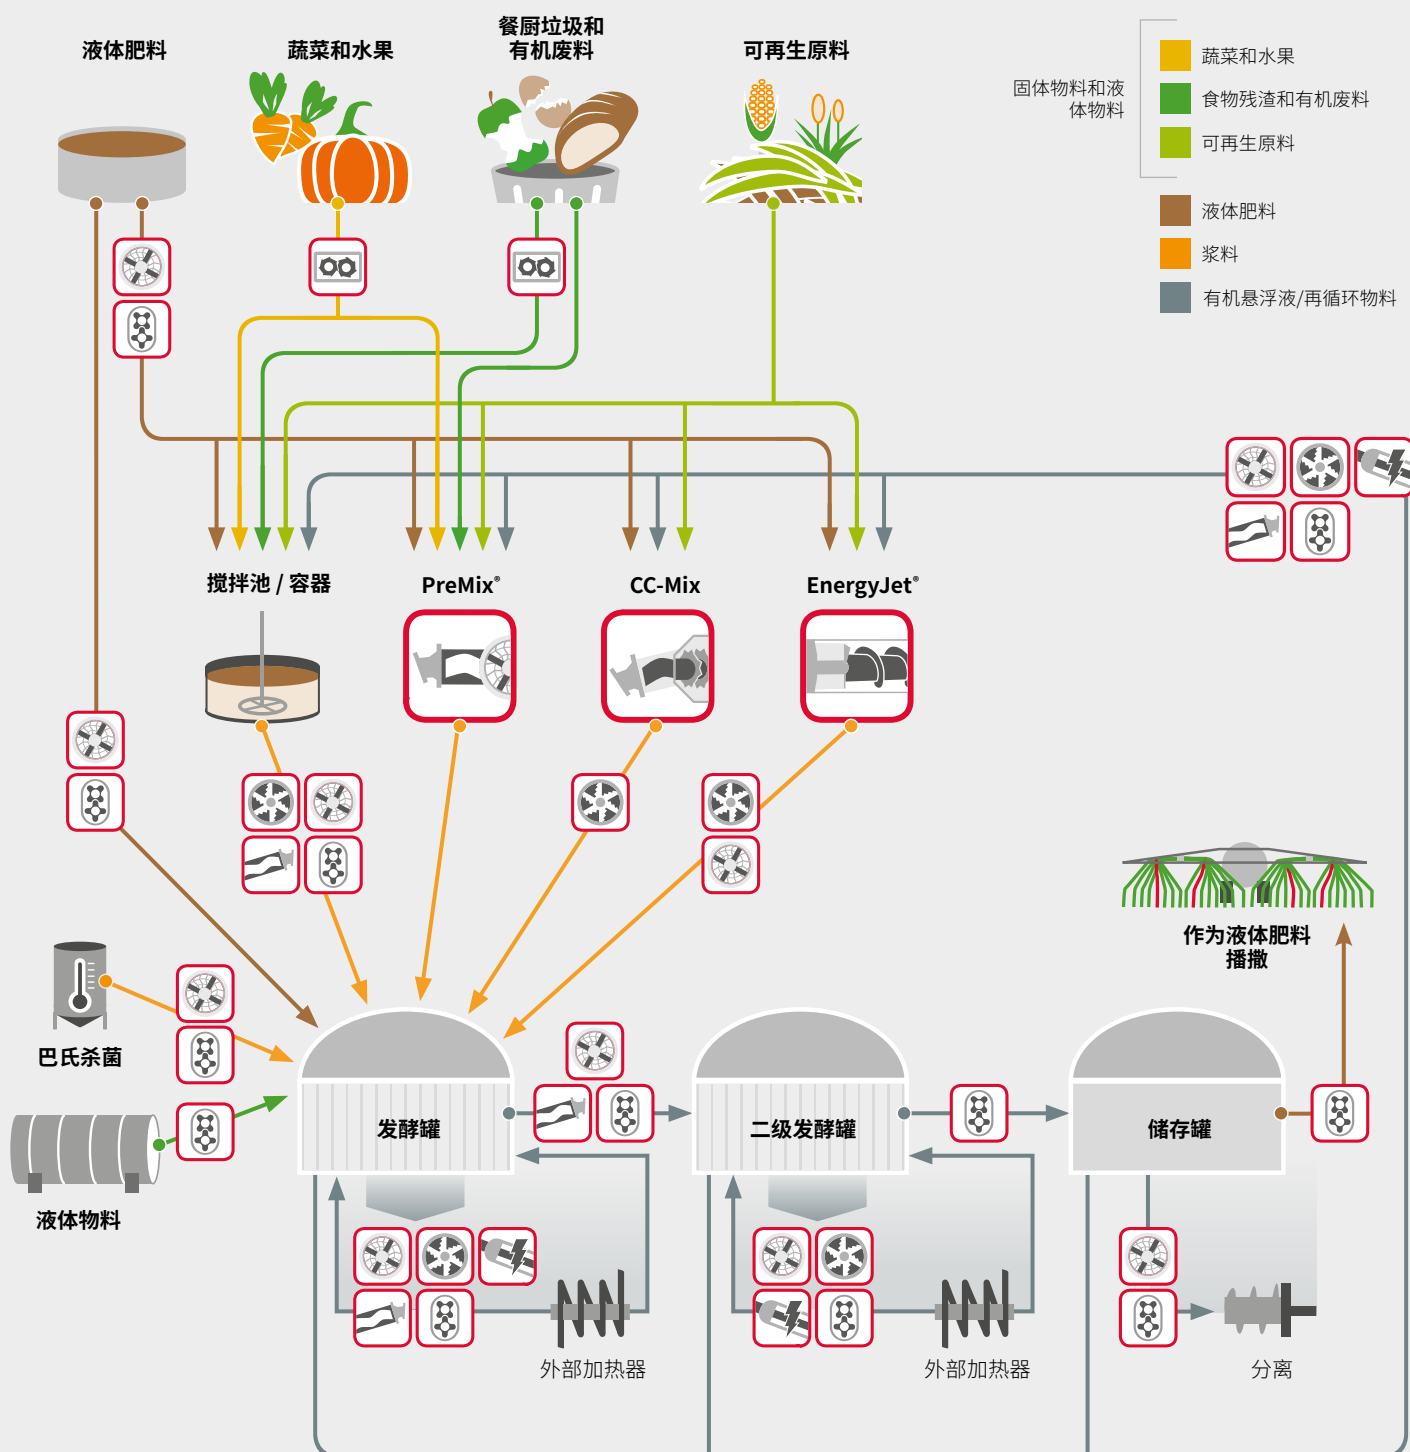 液体肥料
蔬菜和水果
餐厨垃圾和
有机废料
可再生原料
固体物料和液
体物料
蔬菜和水果
食物残渣和有机废料
可再生原料
液体肥料
浆料
有机悬浮液/再循环物料
搅拌池 / 容器
PreMix®
CC-Mix
EnergyJet®
作为液体肥料
播撒
巴氏杀菌
液体物料
发酵罐
二级发酵罐
储存罐
外部加热器
外部加热器
分离